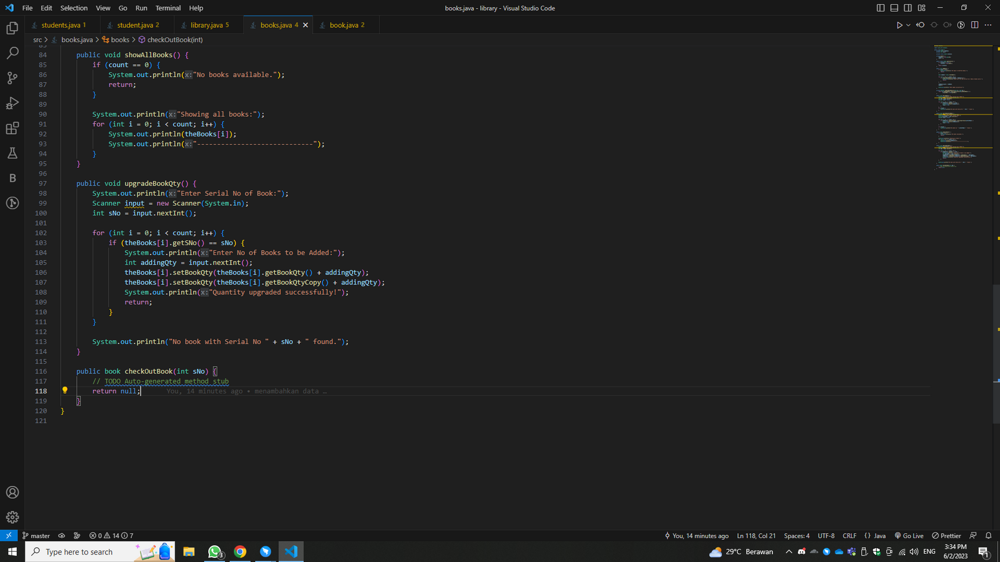 File Edit Selection View Go Run Terminal Help
books.java - library - Visual Studio Code
students.java 1 student.java 2 library.java 5 books.java 4 book.java 2
src > books.java > books > checkOutBook(int)
84 public void showAllBooks() {
85 if (count == 0) {
86 System.out.println(x:"No books available.");
87 return;
88 }
89
90 System.out.println(x:"Showing all books:");
91 for (int i = 0; i < count; i++) {
92 System.out.println(theBooks[i]);
93 System.out.println(x:"-----------------------------");
94 }
95 }
96
97 public void upgradeBookQty() {
98 System.out.println(x:"Enter Serial No of Book:");
99 Scanner input = new Scanner(System.in);
100 int sNo = input.nextInt();
101
102 for (int i = 0; i < count; i++) {
103 if (theBooks[i].getSNo() == sNo) {
104 System.out.println(x:"Enter No of Books to be Added:");
105 int addingQty = input.nextInt();
106 theBooks[i].setBookQty(theBooks[i].getBookQty() + addingQty);
107 theBooks[i].setBookQty(theBooks[i].getBookQtyCopy() + addingQty);
108 System.out.println(x:"Quantity upgraded successfully!");
109 return;
110 }
111 }
112
113 System.out.println("No book with Serial No " + sNo + " found.");
114 }
115
116 public book checkOutBook(int sNo) {
117 // TODO Auto-generated method stub
118 return null; You, 14 minutes ago • menambahkan data …
119 }
120 }
121
master 0 14 7
You, 14 minutes ago Ln 118, Col 21 Spaces: 4 UTF-8 CRLF {} Java Go Live Prettier
Type here to search
3
29°C Berawan
ENG
3:34 PM
6/2/2023
1